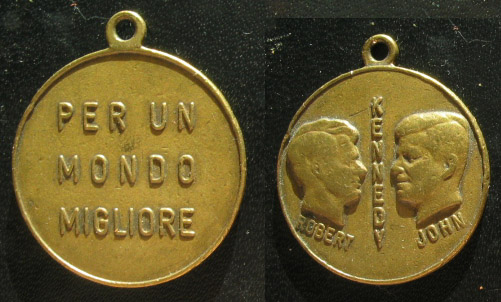 PER UN
MONDO
MIGLIORE
KENNEDY
ROBERT
JOHN